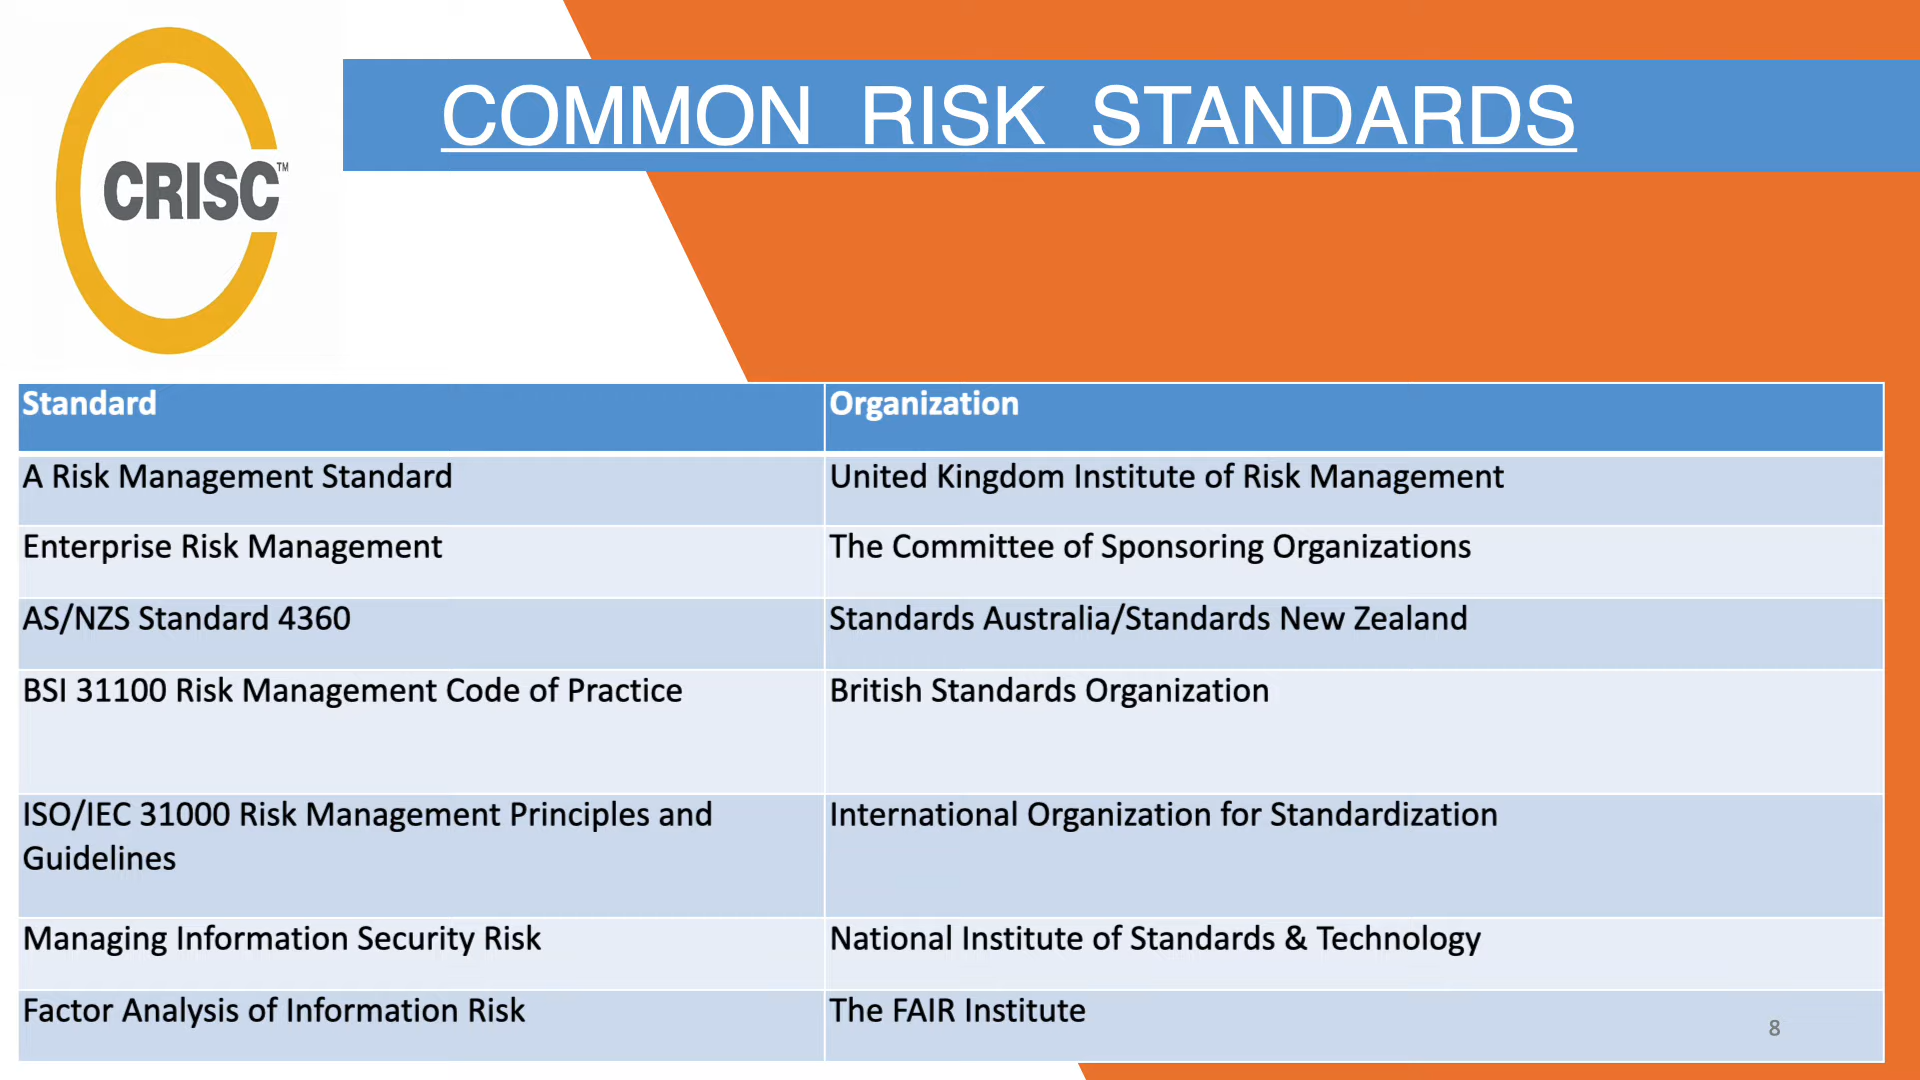 CRISC™
COMMON RISK STANDARDS
Standard
Organization
A Risk Management Standard
United Kingdom Institute of Risk Management
Enterprise Risk Management
The Committee of Sponsoring Organizations
AS/NZS Standard 4360
Standards Australia/Standards New Zealand
BSI 31100 Risk Management Code of Practice
British Standards Organization
ISO/IEC 31000 Risk Management Principles and
Guidelines
International Organization for Standardization
Managing Information Security Risk
National Institute of Standards & Technology
Factor Analysis of Information Risk
The FAIR Institute
8